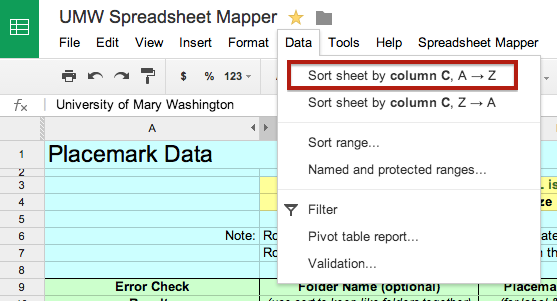 UMW Spreadsheet Mapper
File Edit View Insert Format Data Tools Help Spreadsheet Mapper
$ % 123
Sort sheet by column C, A → Z
fx University of Mary Washington
Sort sheet by column C, Z → A
A
1 Placemark Data
Sort range...
2
Named and protected ranges...
3 is
4 ze
5
Filter
6 Note: Ro
Pivot table report...
7 Ro
Validation...
8
9 Error Check Folder Name (optional) Placema